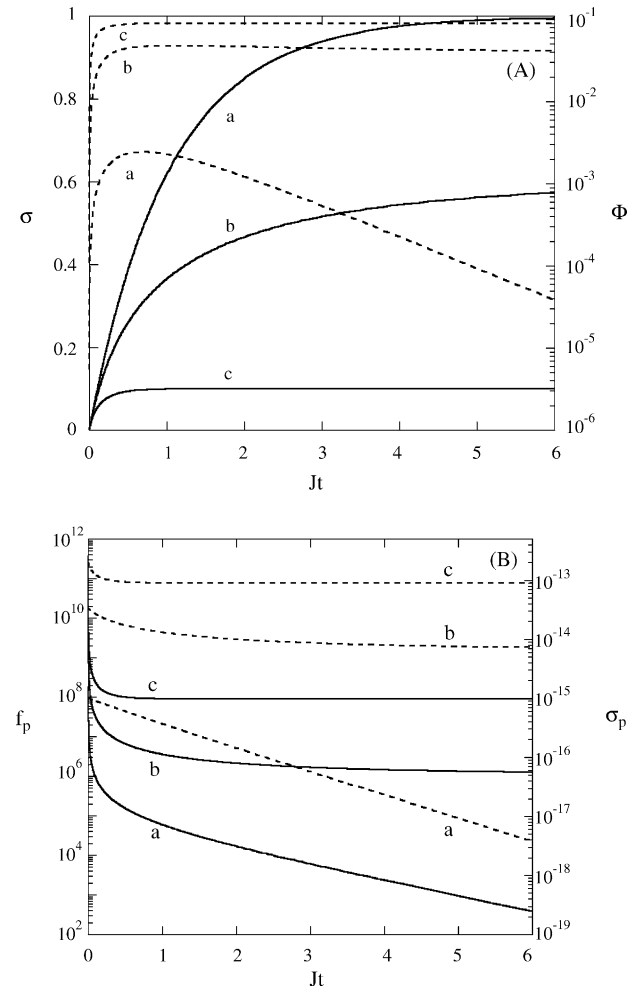 1
0.8
0.6
σ
0.4
0.2
0
10^-1
10^-2
10^-3
Φ
10^-4
10^-5
10^-6
(A)
c
b
a
a
b
c
0 1 2 3 4 5 6
Jt
10^12
10^10
10^8
f_p
10^6
10^4
10^2
10^-13
10^-14
10^-15
σ_p
10^-16
10^-17
10^-18
10^-19
(B)
c
b
c
b
a
a
0 1 2 3 4 5 6
Jt